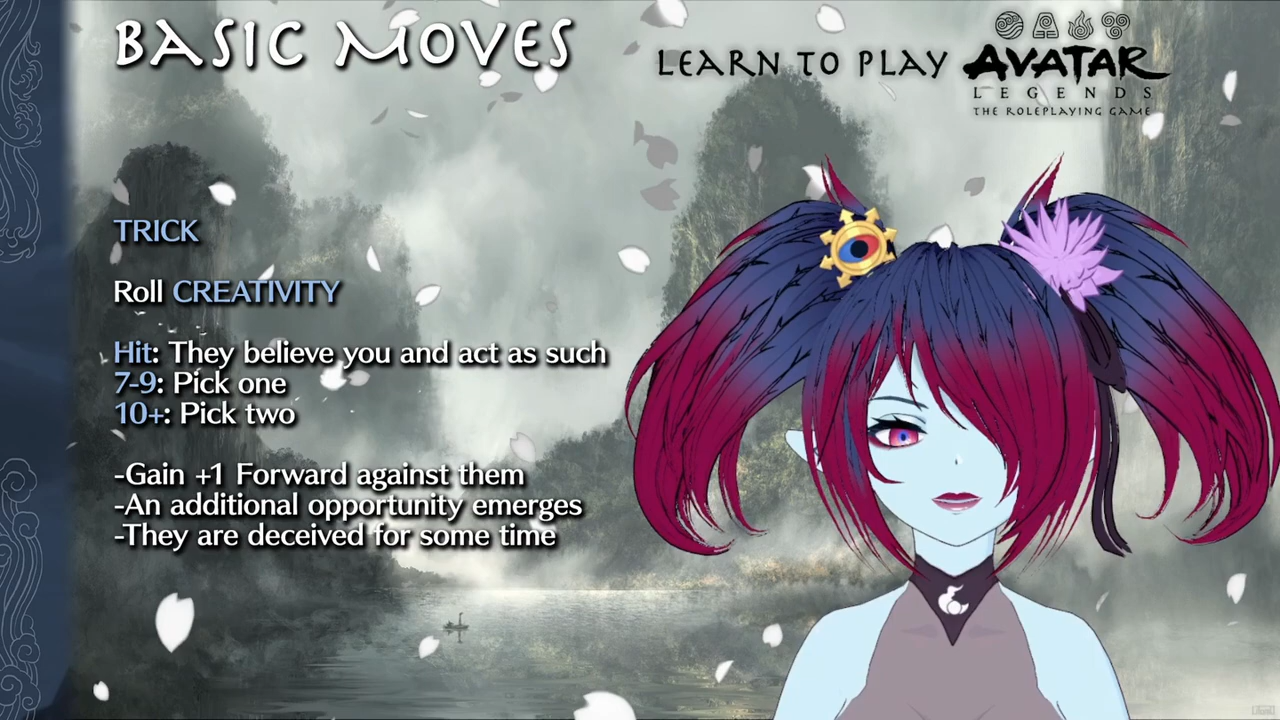 BASIC MOVES
LEARN TO PLAY
AVATAR
LEGENDS
THE ROLEPLAYING GAME
TRICK
Roll CREATIVITY
Hit: They believe you and act as such
7-9: Pick one
10+: Pick two
-Gain +1 Forward against them
-An additional opportunity emerges
-They are deceived for some time